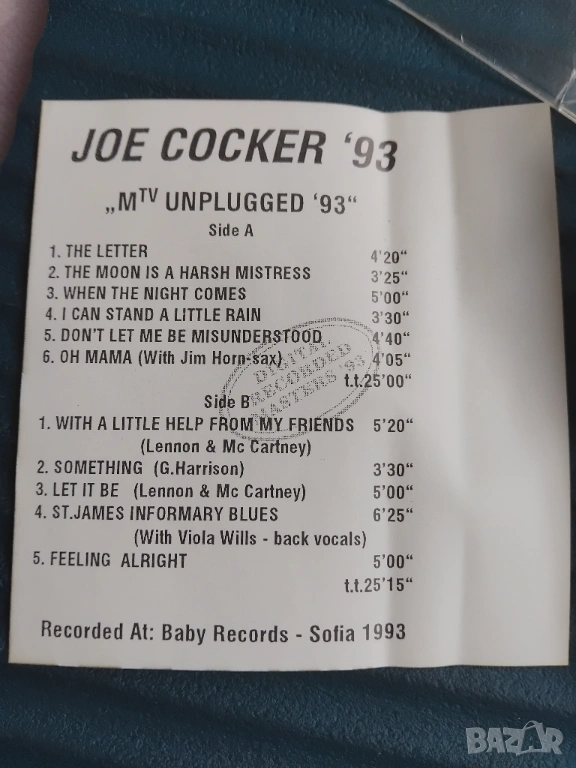 JOE COCKER '93
„MTV UNPLUGGED '93“
Side A
1. THE LETTER 4'20"
2. THE MOON IS A HARSH MISTRESS 3'25"
3. WHEN THE NIGHT COMES 5'00"
4. I CAN STAND A LITTLE RAIN 3'30"
5. DON'T LET ME BE MISUNDERSTOOD 4'40"
6. OH MAMA (With Jim Horn-sax) 4'05"
t.t.25'00"
DIGITAL
RECORDED
MASTERS '93
Side B
1. WITH A LITTLE HELP FROM MY FRIENDS 5'20"
(Lennon & Mc Cartney)
2. SOMETHING (G.Harrison) 3'30"
3. LET IT BE (Lennon & Mc Cartney) 5'00"
4. ST.JAMES INFORMARY BLUES 6'25"
(With Viola Wills - back vocals)
5. FEELING ALRIGHT 5'00"
t.t.25'15"
Recorded At: Baby Records - Sofia 1993
BAZAR